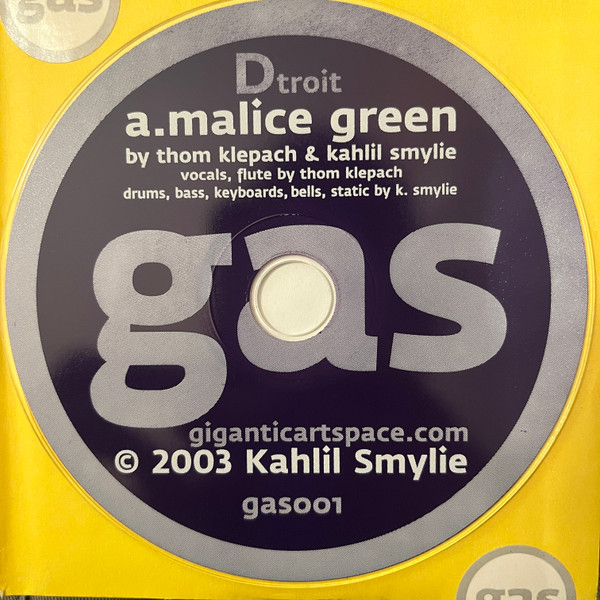 gas
Dtroit
a.malice green
by thom klepach & kahlil smylie
vocals, flute by thom klepach
drums, bass, keyboards, bells, static by k. smylie
gas
giganticartspace.com
© 2003 Kahlil Smylie
gas001
gas